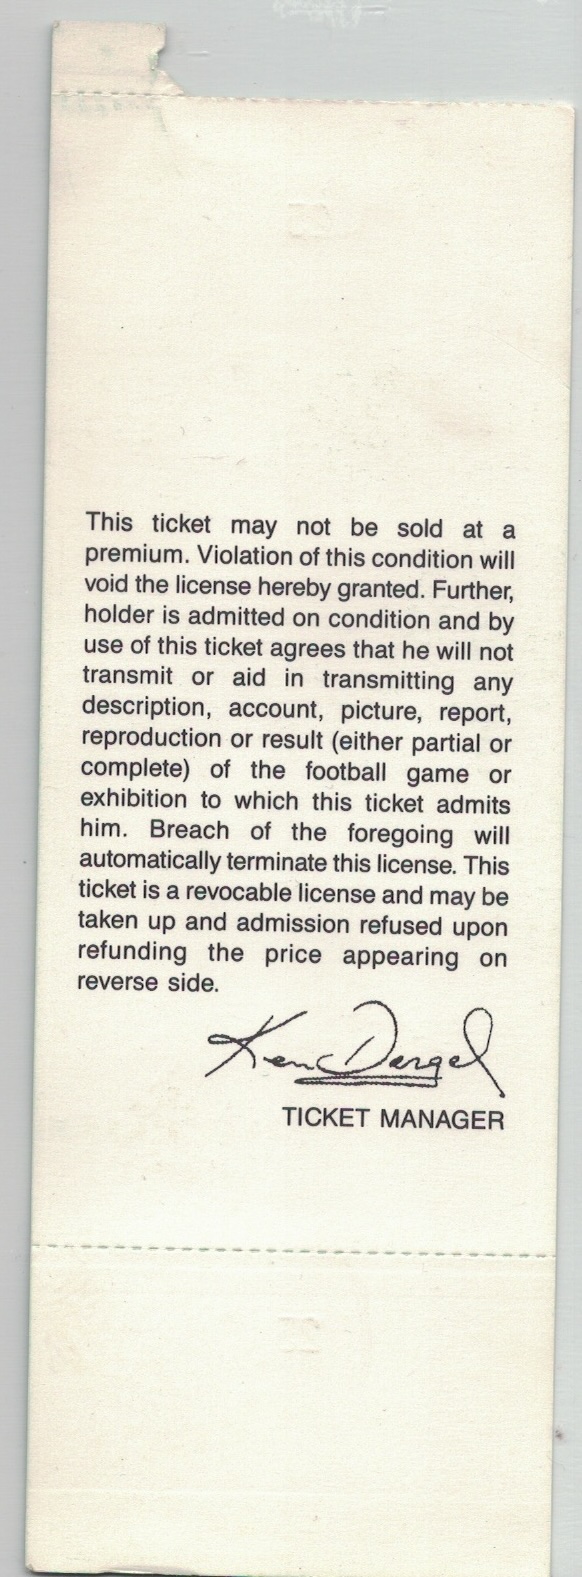 This ticket may not be sold at a
premium. Violation of this condition will
void the license hereby granted. Further,
holder is admitted on condition and by
use of this ticket agrees that he will not
transmit or aid in transmitting any
description, account, picture, report,
reproduction or result (either partial or
complete) of the football game or
exhibition to which this ticket admits
him. Breach of the foregoing will
automatically terminate this license. This
ticket is a revocable license and may be
taken up and admission refused upon
refunding the price appearing on
reverse side.
Ken Dargel
TICKET MANAGER